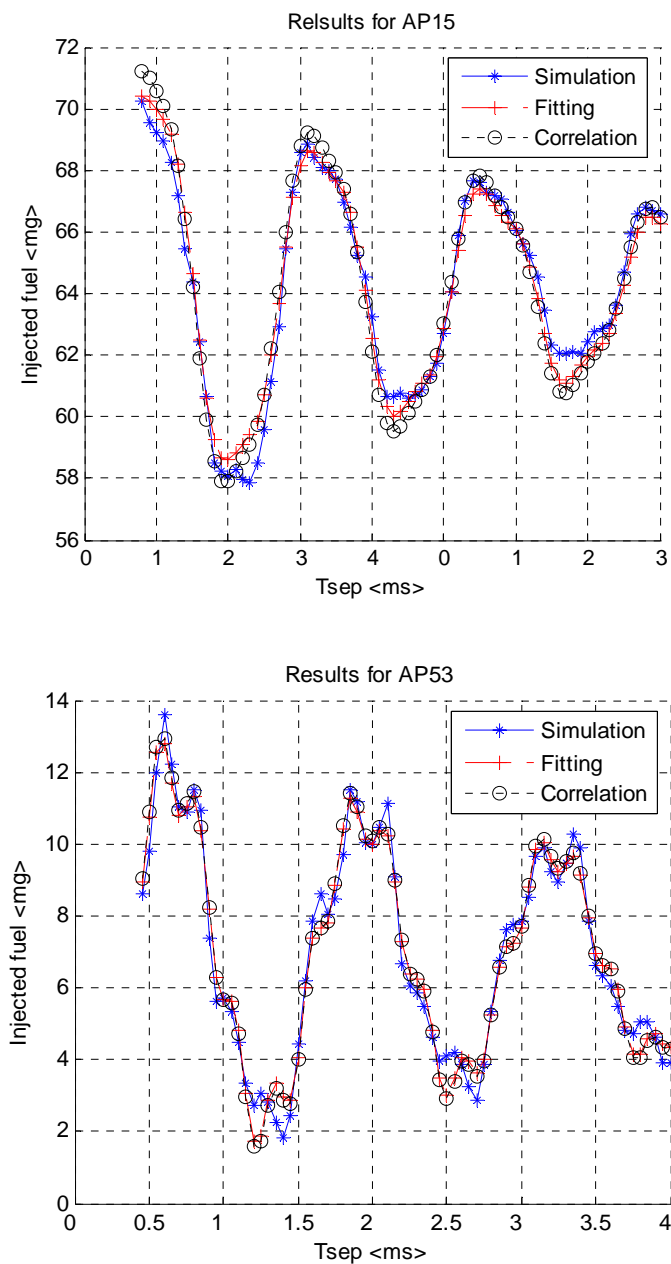 Relsults for AP15
72
70
68
66
64
62
60
58
56
Injected fuel <mg>
Simulation
Fitting
Correlation
0 1 2 3 4 0 1 2 3
Tsep <ms>
Results for AP53
14
12
10
8
6
4
2
0
Injected fuel <mg>
Simulation
Fitting
Correlation
0 0.5 1 1.5 2 2.5 3 3.5 4
Tsep <ms>